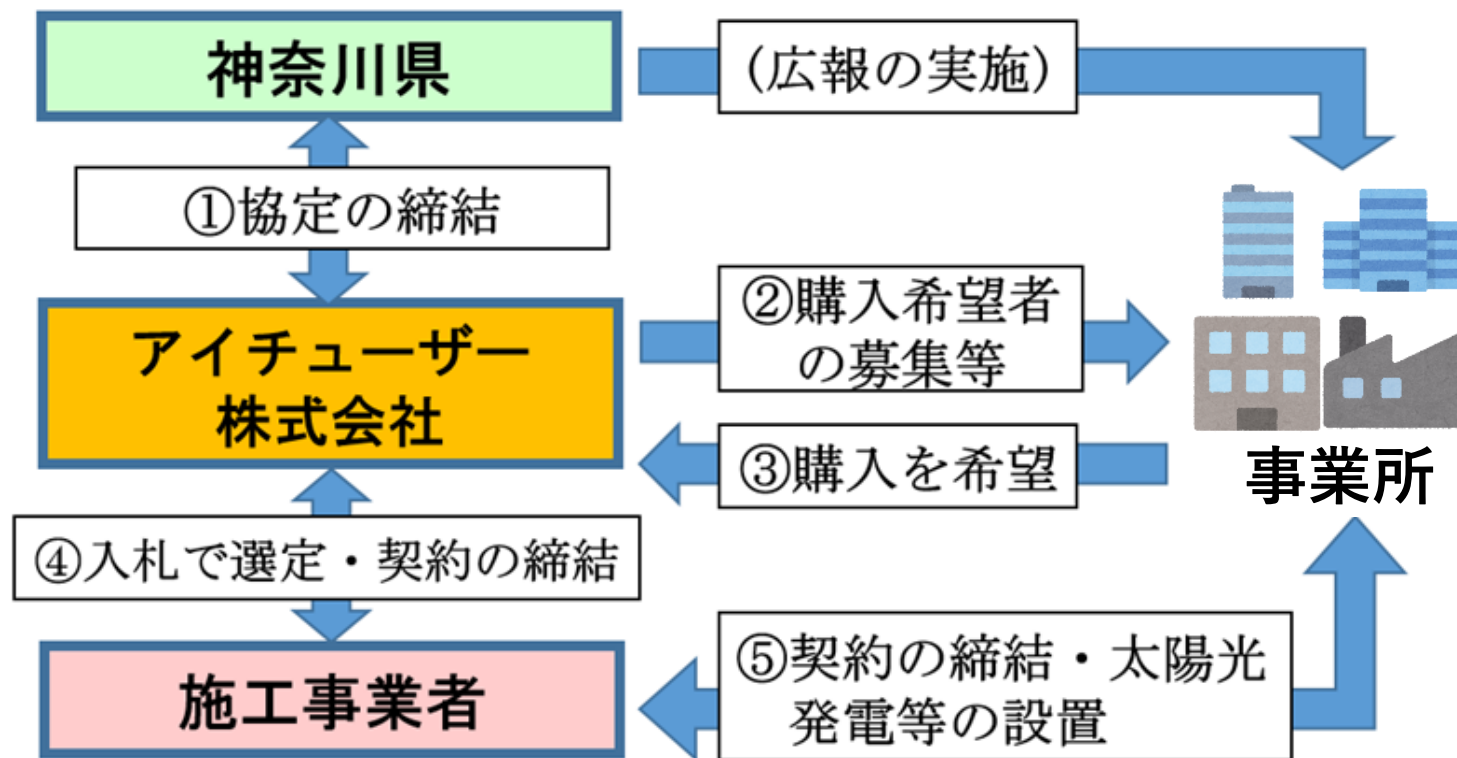 神奈川県
(広報の実施)
①協定の締結
アイチューザー
株式会社
②購入希望者
の募集等
③購入を希望
事業所
④入札で選定・契約の締結
施工事業者
⑤契約の締結・太陽光
発電等の設置